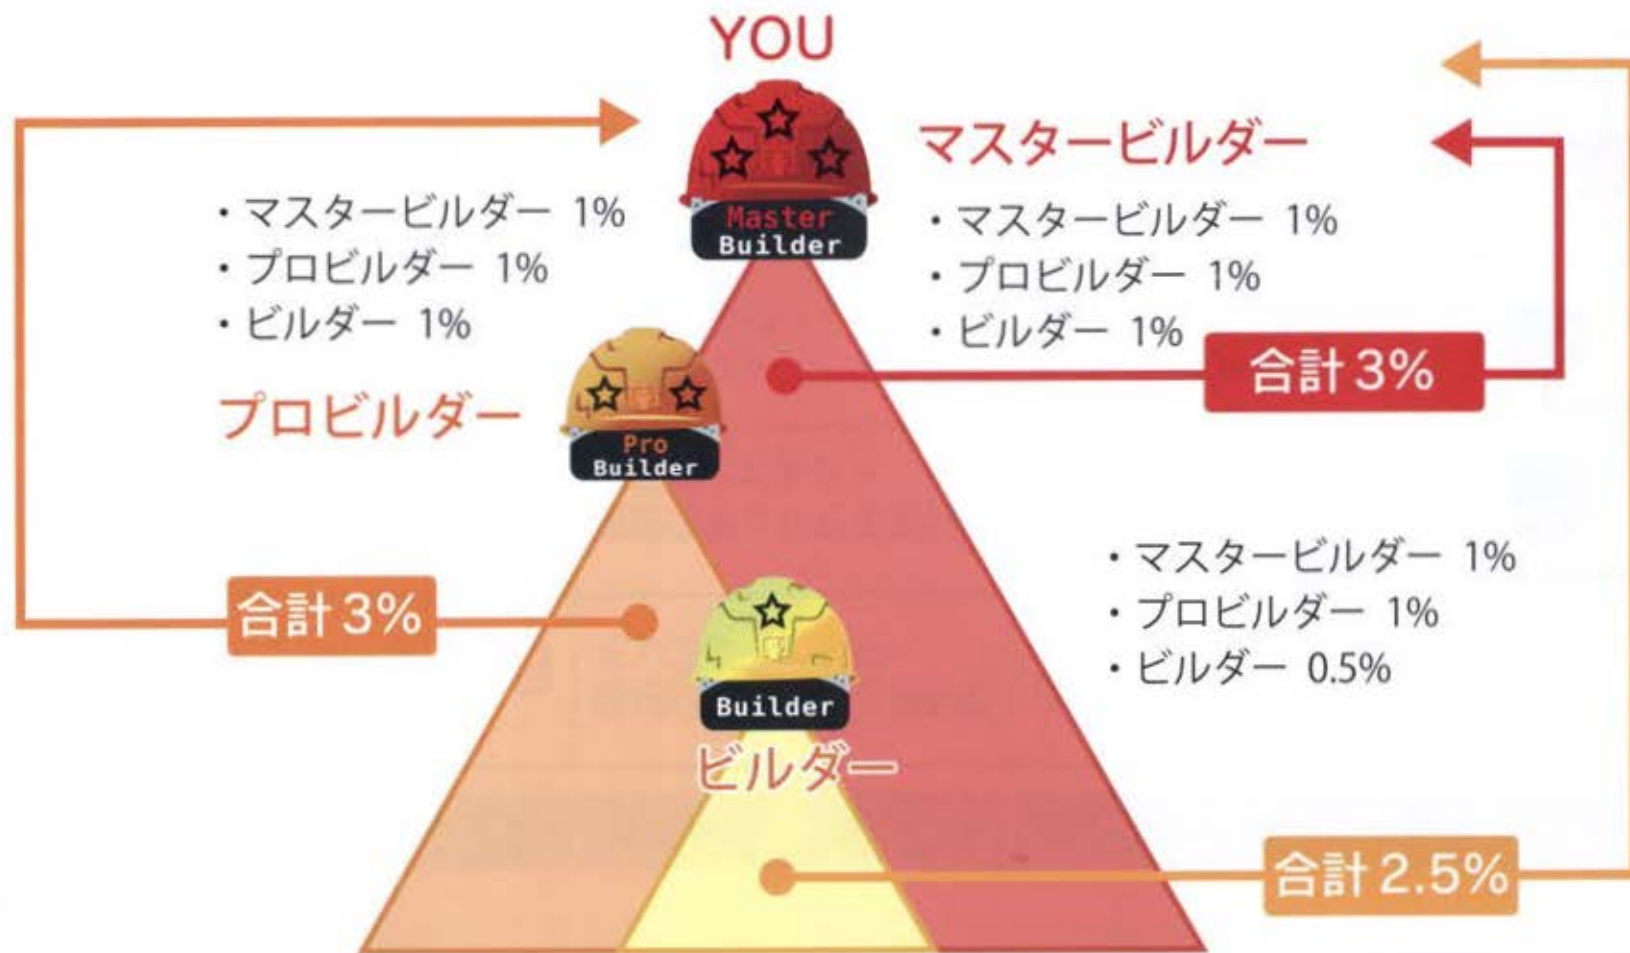 YOU
Master
Builder
マスタービルダー
・マスタービルダー 1%
・プロビルダー 1%
・ビルダー 1%
・マスタービルダー 1%
・プロビルダー 1%
・ビルダー 1%
合計 3%
プロビルダー
Pro
Builder
合計 3%
・マスタービルダー 1%
・プロビルダー 1%
・ビルダー 0.5%
Builder
ビルダー
合計 2.5%